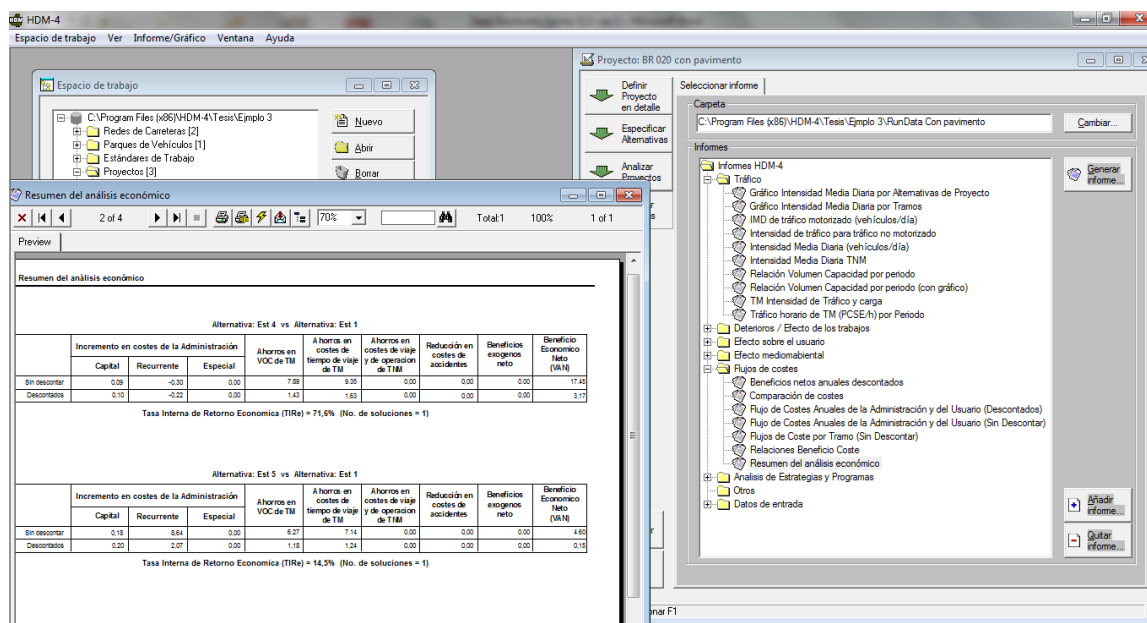 HDM-4
Espacio de trabajo Ver Informe/Gráfico Ventana Ayuda
Espacio de trabajo
C:\Program Files (x86)\HDM-4\Tesis\Ejmplo 3
Redes de Carreteras [2]
Parques de Vehículos [1]
Estándares de Trabajo
Proyectos [3]
Nuevo
Abrir
Borrar
Proyecto: BR 020 con pavimento
Definir
Proyecto
en detalle
Especificar
Alternativas
Analizar
Proyectos
Seleccionar informe
Carpeta
C:\Program Files (x86)\HDM-4\Tesis\Ejmplo 3\RunData Con pavimento
Cambiar...
Informes
Informes HDM-4
Tráfico
Gráfico Intensidad Media Diaria por Alternativas de Proyecto
Gráfico Intensidad Media Diaria por Tramos
IMD de tráfico motorizado (vehículos/día)
Intensidad de tráfico para tráfico no motorizado
Intensidad Media Diaria (vehículos/día)
Intensidad Media Diaria TNM
Relación Volumen Capacidad por periodo
Relación Volumen Capacidad por periodo (con gráfico)
TM Intensidad de Tráfico y carga
Tráfico horario de TM (PCSE/h) por Periodo
Deterioros / Efecto de los trabajos
Efecto sobre el usuario
Efecto mediomabiental
Flujos de costes
Beneficios netos anuales descontados
Comparación de costes
Flujo de Costes Anuales de la Administración y del Usuario (Descontados)
Flujo de Costes Anuales de la Administración y del Usuario (Sin Descontar)
Flujos de Coste por Tramo (Sin Descontar)
Relaciones Beneficio Coste
Resumen del análisis económico
Analisis de Estrategias y Programas
Otros
Datos de entrada
Generar
informe...
Añadir
informe...
Quitar
informe...
Resumen del análisis económico
2 of 4 70% Total:1 100% 1 of 1
Preview
Resumen del análisis económico
Alternativa: Est 4 vs Alternativa: Est 1
Incremento en costes de la Administración
Capital Recurrente Especial
Ahorros en
VOC de TM
Ahorros en
costes de
tiempo de viaje
de TM
Ahorros en
costes de viaje
y de operacion
de TNM
Reducción en
costes de
accidentes
Beneficios
exogenos
neto
Beneficio
Economico
Neto
(VAN)
Sin descontar 0,09 -0,30 0,00 7.89 9.35 0,00 0,00 0.00 17.45
Descontados 0,10 -0,22 0,00 1,43 1,63 0,00 0,00 0,00 3,17
Tasa Interna de Retorno Economica (TIRe) = 71,6% (No. de soluciones = 1)
Alternativa: Est 5 vs Alternativa: Est 1
Incremento en costes de la Administración
Capital Recurrente Especial
Ahorros en
VOC de TM
Ahorros en
costes de
tiempo de viaje
de TM
Ahorros en
costes de viaje
y de operacion
de TNM
Reducción en
costes de
accidentes
Beneficios
exogenos
neto
Beneficio
Economico
Neto
(VAN)
Sin descontar 0,18 8,64 0,00 6.27 7.14 0,00 0,00 0,00 4.60
Descontados 0,20 2,07 0,00 1,18 1,24 0,00 0,00 0,00 0,15
Tasa Interna de Retorno Economica (TIRe) = 14,5% (No. de soluciones = 1)
onar F1